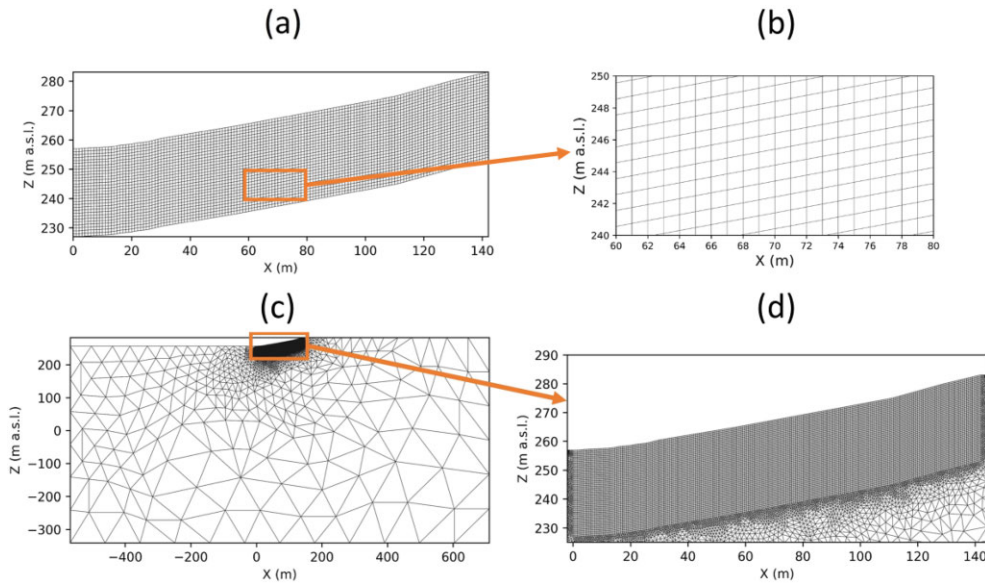 (a)
(b)
280
270
260
250
240
230
Z (m a.s.l.)
0 20 40 60 80 100 120 140
X (m)
250
248
246
244
242
240
Z (m a.s.l.)
60 62 64 66 68 70 72 74 76 78 80
X (m)
(c)
(d)
200
100
0
−100
−200
−300
Z (m a.s.l.)
−400 −200 0 200 400 600
X (m)
290
280
270
260
250
240
230
Z (m a.s.l.)
0 20 40 60 80 100 120 140
X (m)